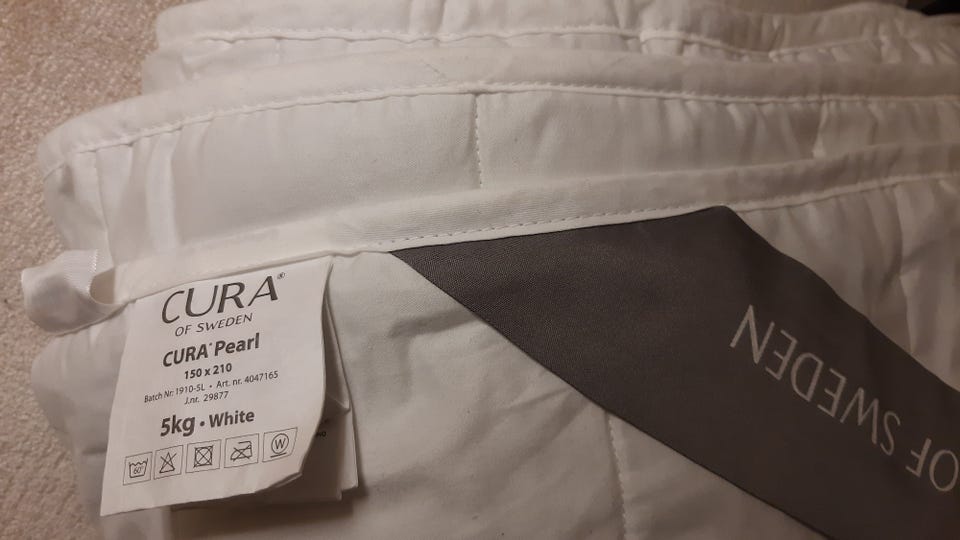 CURA®
OF SWEDEN
CURA® Pearl
150 x 210
Batch Nr: 1910-5L • Art. nr. 4047165
J.nr. 29877
5kg • White
60°
W
OF SWEDEN